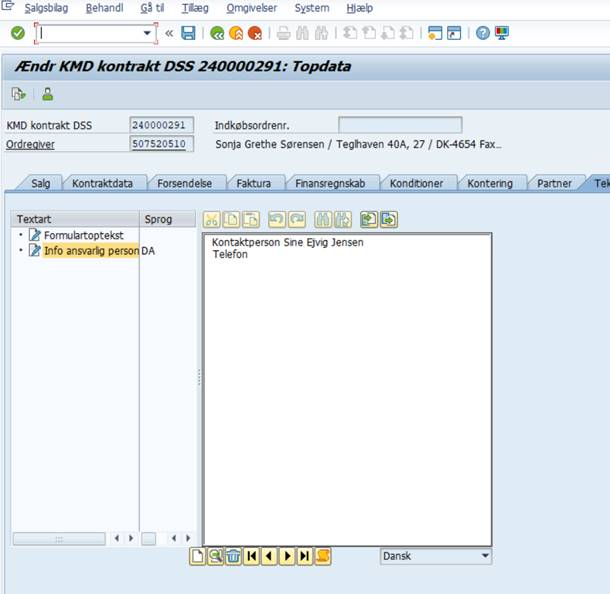 Salgsbilag Behandl Gå til Tillæg Omgivelser System Hjælp
Ændr KMD kontrakt DSS 240000291: Topdata
KMD kontrakt DSS 240000291 Indkøbsordrenr.
Ordregiver 507520510 Sonja Grethe Sørensen / Teglhaven 40A, 27 / DK-4654 Fax...
Salg Kontraktdata Forsendelse Faktura Finansregnskab Konditioner Kontering Partner Tek
Textart Sprog
Formulartoptekst
Info ansvarlig person DA
Kontaktperson Sine Ejvig Jensen
Telefon
Dansk